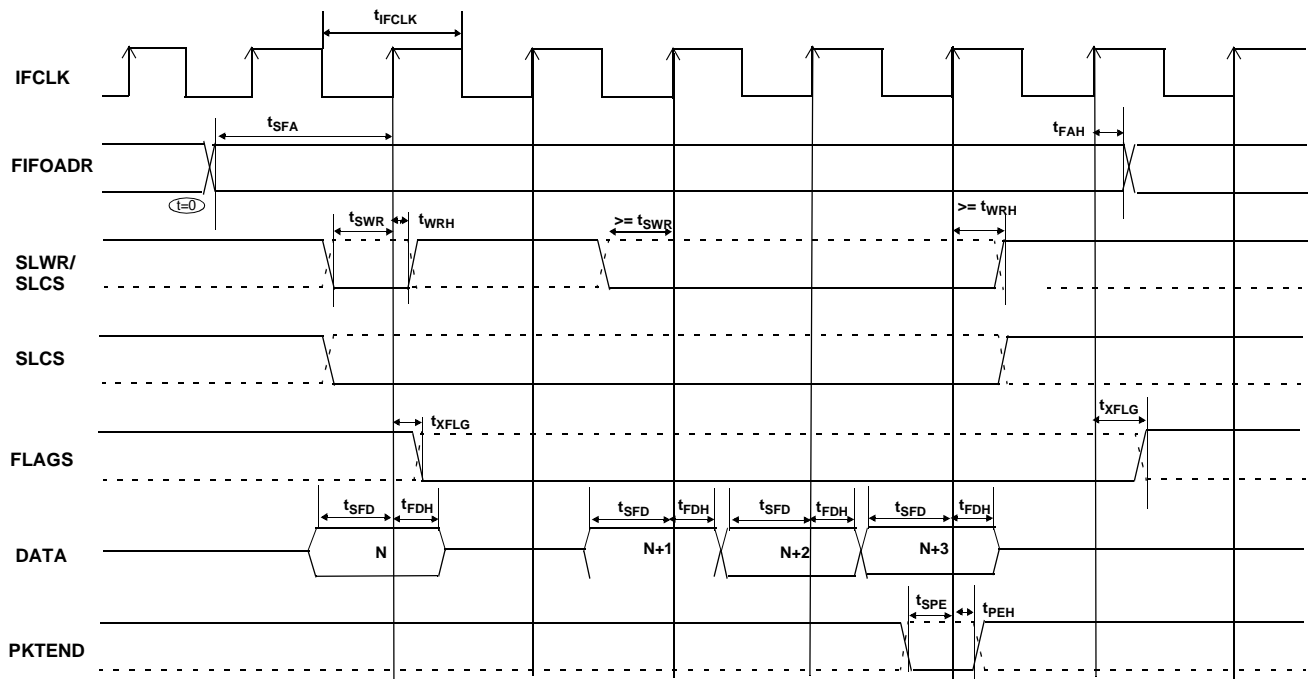 tIFCLK
IFCLK
tSFA
tFAH
FIFOADR
t=0
tSWR
tWRH
>= tSWR
>= tWRH
SLWR/
SLCS
SLCS
tXFLG
tXFLG
FLAGS
tSFD tFDH tSFD tFDH tSFD tFDH tSFD tFDH
DATA N N+1 N+2 N+3
tSPE tPEH
PKTEND